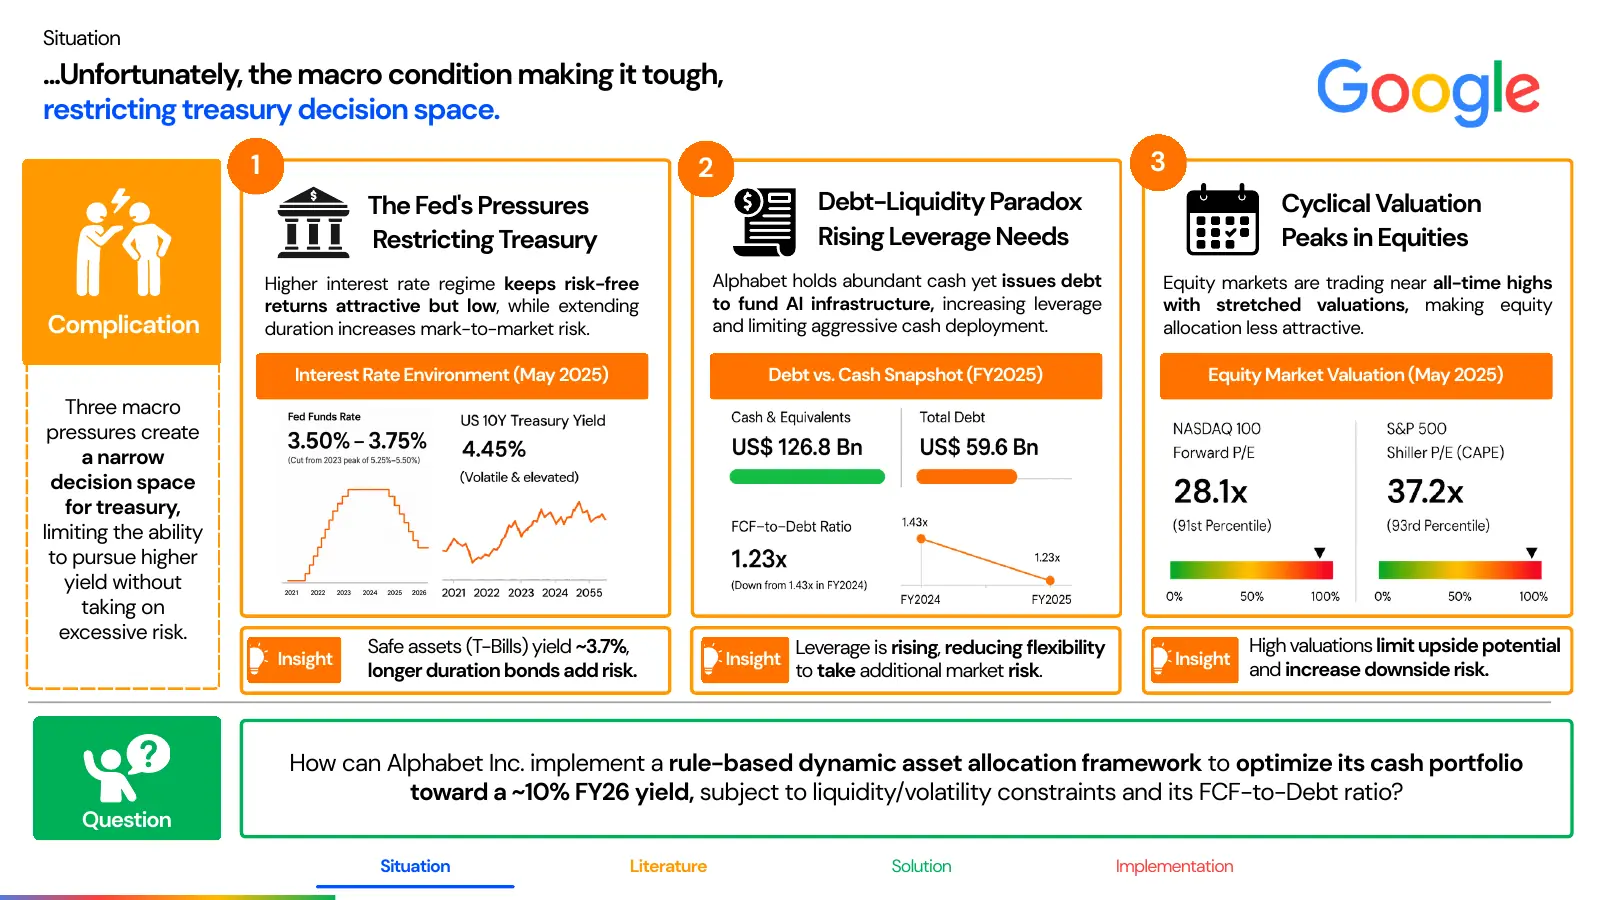 Situation
...Unfortunately, the macro condition making it tough,
restricting treasury decision space.
Google
Complication
Three macro
pressures create
a narrow
decision space
for treasury,
limiting the ability
to pursue higher
yield without
taking on
excessive risk.
1
$
The Fed's Pressures
Restricting Treasury
Higher interest rate regime keeps risk-free
returns attractive but low, while extending
duration increases mark-to-market risk.
Interest Rate Environment (May 2025)
Fed Funds Rate
3.50% – 3.75%
(Cut from 2023 peak of 5.25%–5.50%)
2021 2022 2023 2024 2025 2026
US 10Y Treasury Yield
4.45%
(Volatile & elevated)
2021 2022 2023 2024 2055
Insight
Safe assets (T-Bills) yield ~3.7%,
longer duration bonds add risk.
2
$
Debt-Liquidity Paradox
Rising Leverage Needs
Alphabet holds abundant cash yet issues debt
to fund AI infrastructure, increasing leverage
and limiting aggressive cash deployment.
Debt vs. Cash Snapshot (FY2025)
Cash & Equivalents
US$ 126.8 Bn
Total Debt
US$ 59.6 Bn
FCF-to-Debt Ratio
1.23x
(Down from 1.43x in FY2024)
1.43x
1.23x
FY2024 FY2025
Insight
Leverage is rising, reducing flexibility
to take additional market risk.
3
Cyclical Valuation
Peaks in Equities
Equity markets are trading near all-time highs
with stretched valuations, making equity
allocation less attractive.
Equity Market Valuation (May 2025)
NASDAQ 100
Forward P/E
28.1x
(91st Percentile)
0% 50% 100%
S&P 500
Shiller P/E (CAPE)
37.2x
(93rd Percentile)
0% 50% 100%
Insight
High valuations limit upside potential
and increase downside risk.
?
Question
How can Alphabet Inc. implement a rule-based dynamic asset allocation framework to optimize its cash portfolio
toward a ~10% FY26 yield, subject to liquidity/volatility constraints and its FCF-to-Debt ratio?
Situation Literature Solution Implementation